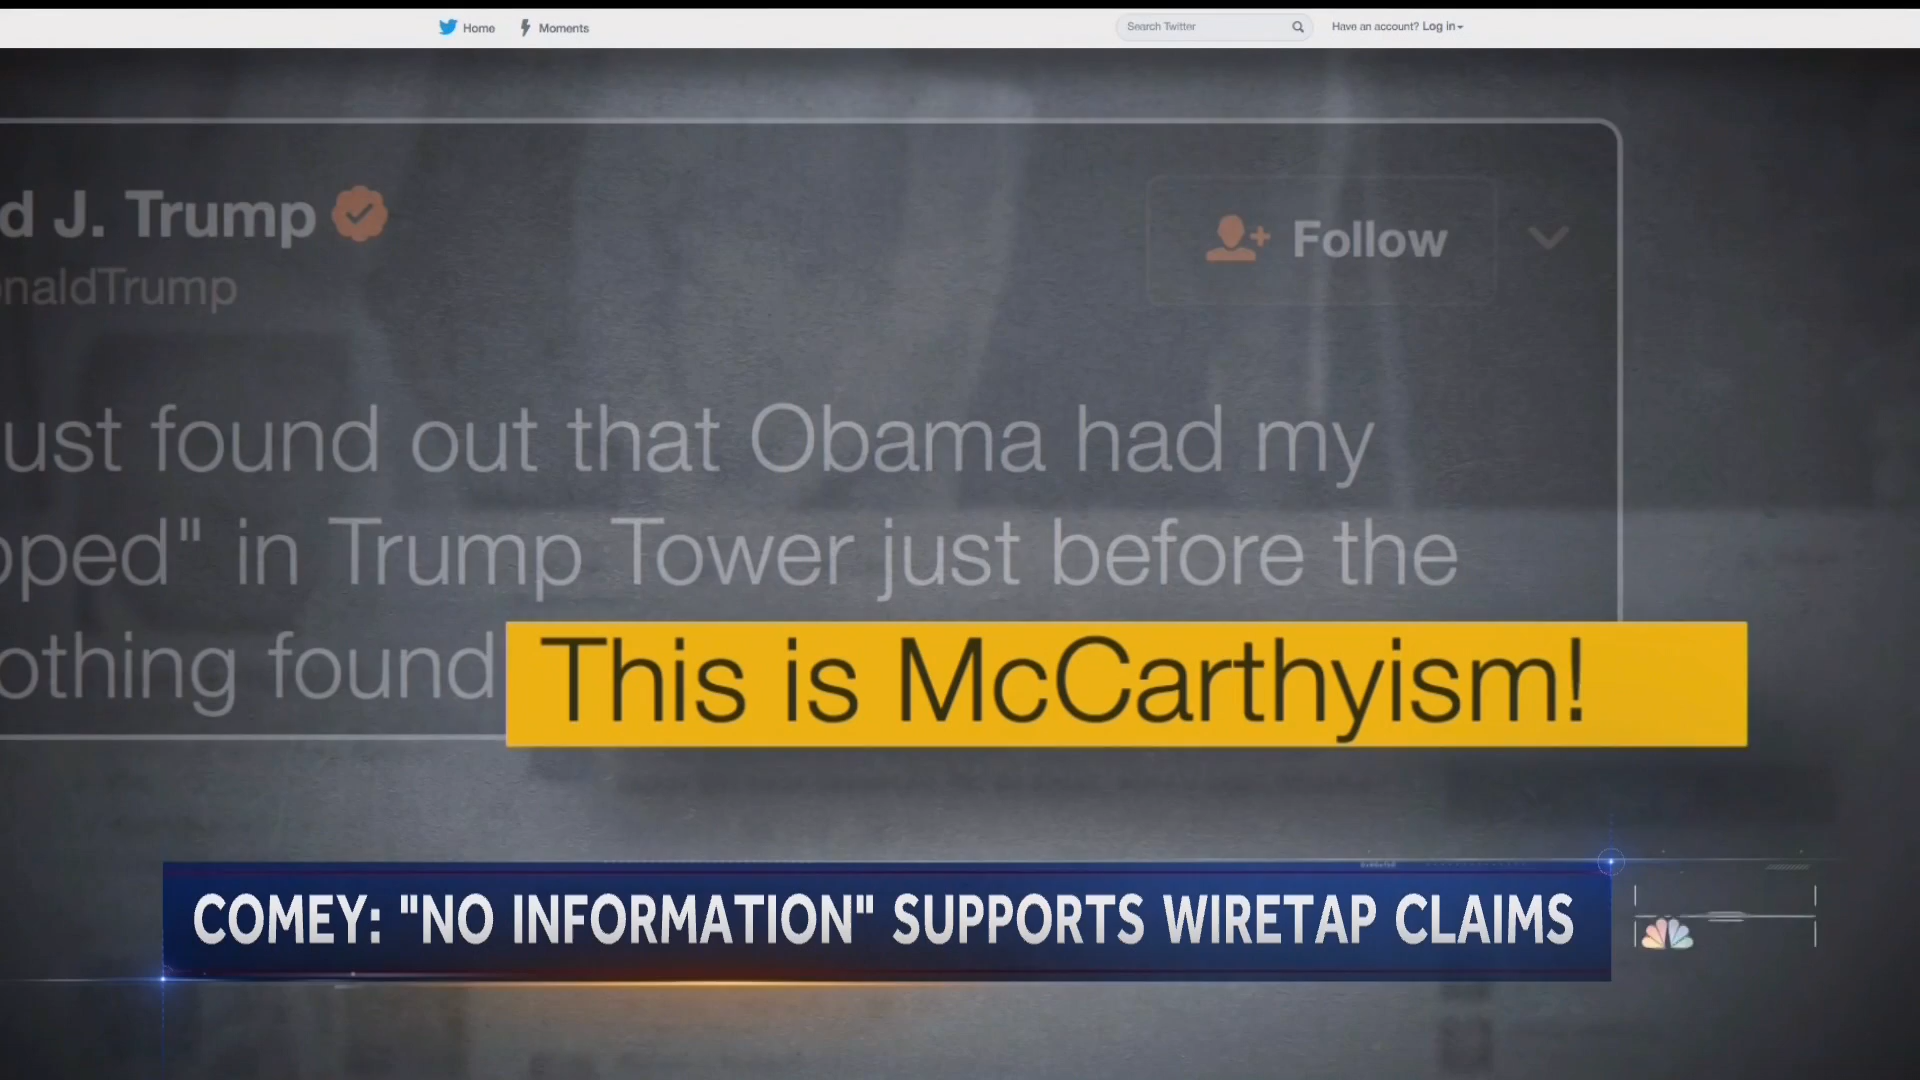 Home Moments Search Twitter Have an account? Log in
d J. Trump
Follow
naldTrump
ust found out that Obama had my
pped" in Trump Tower just before the
othing found This is McCarthyism!
COMEY: "NO INFORMATION" SUPPORTS WIRETAP CLAIMS